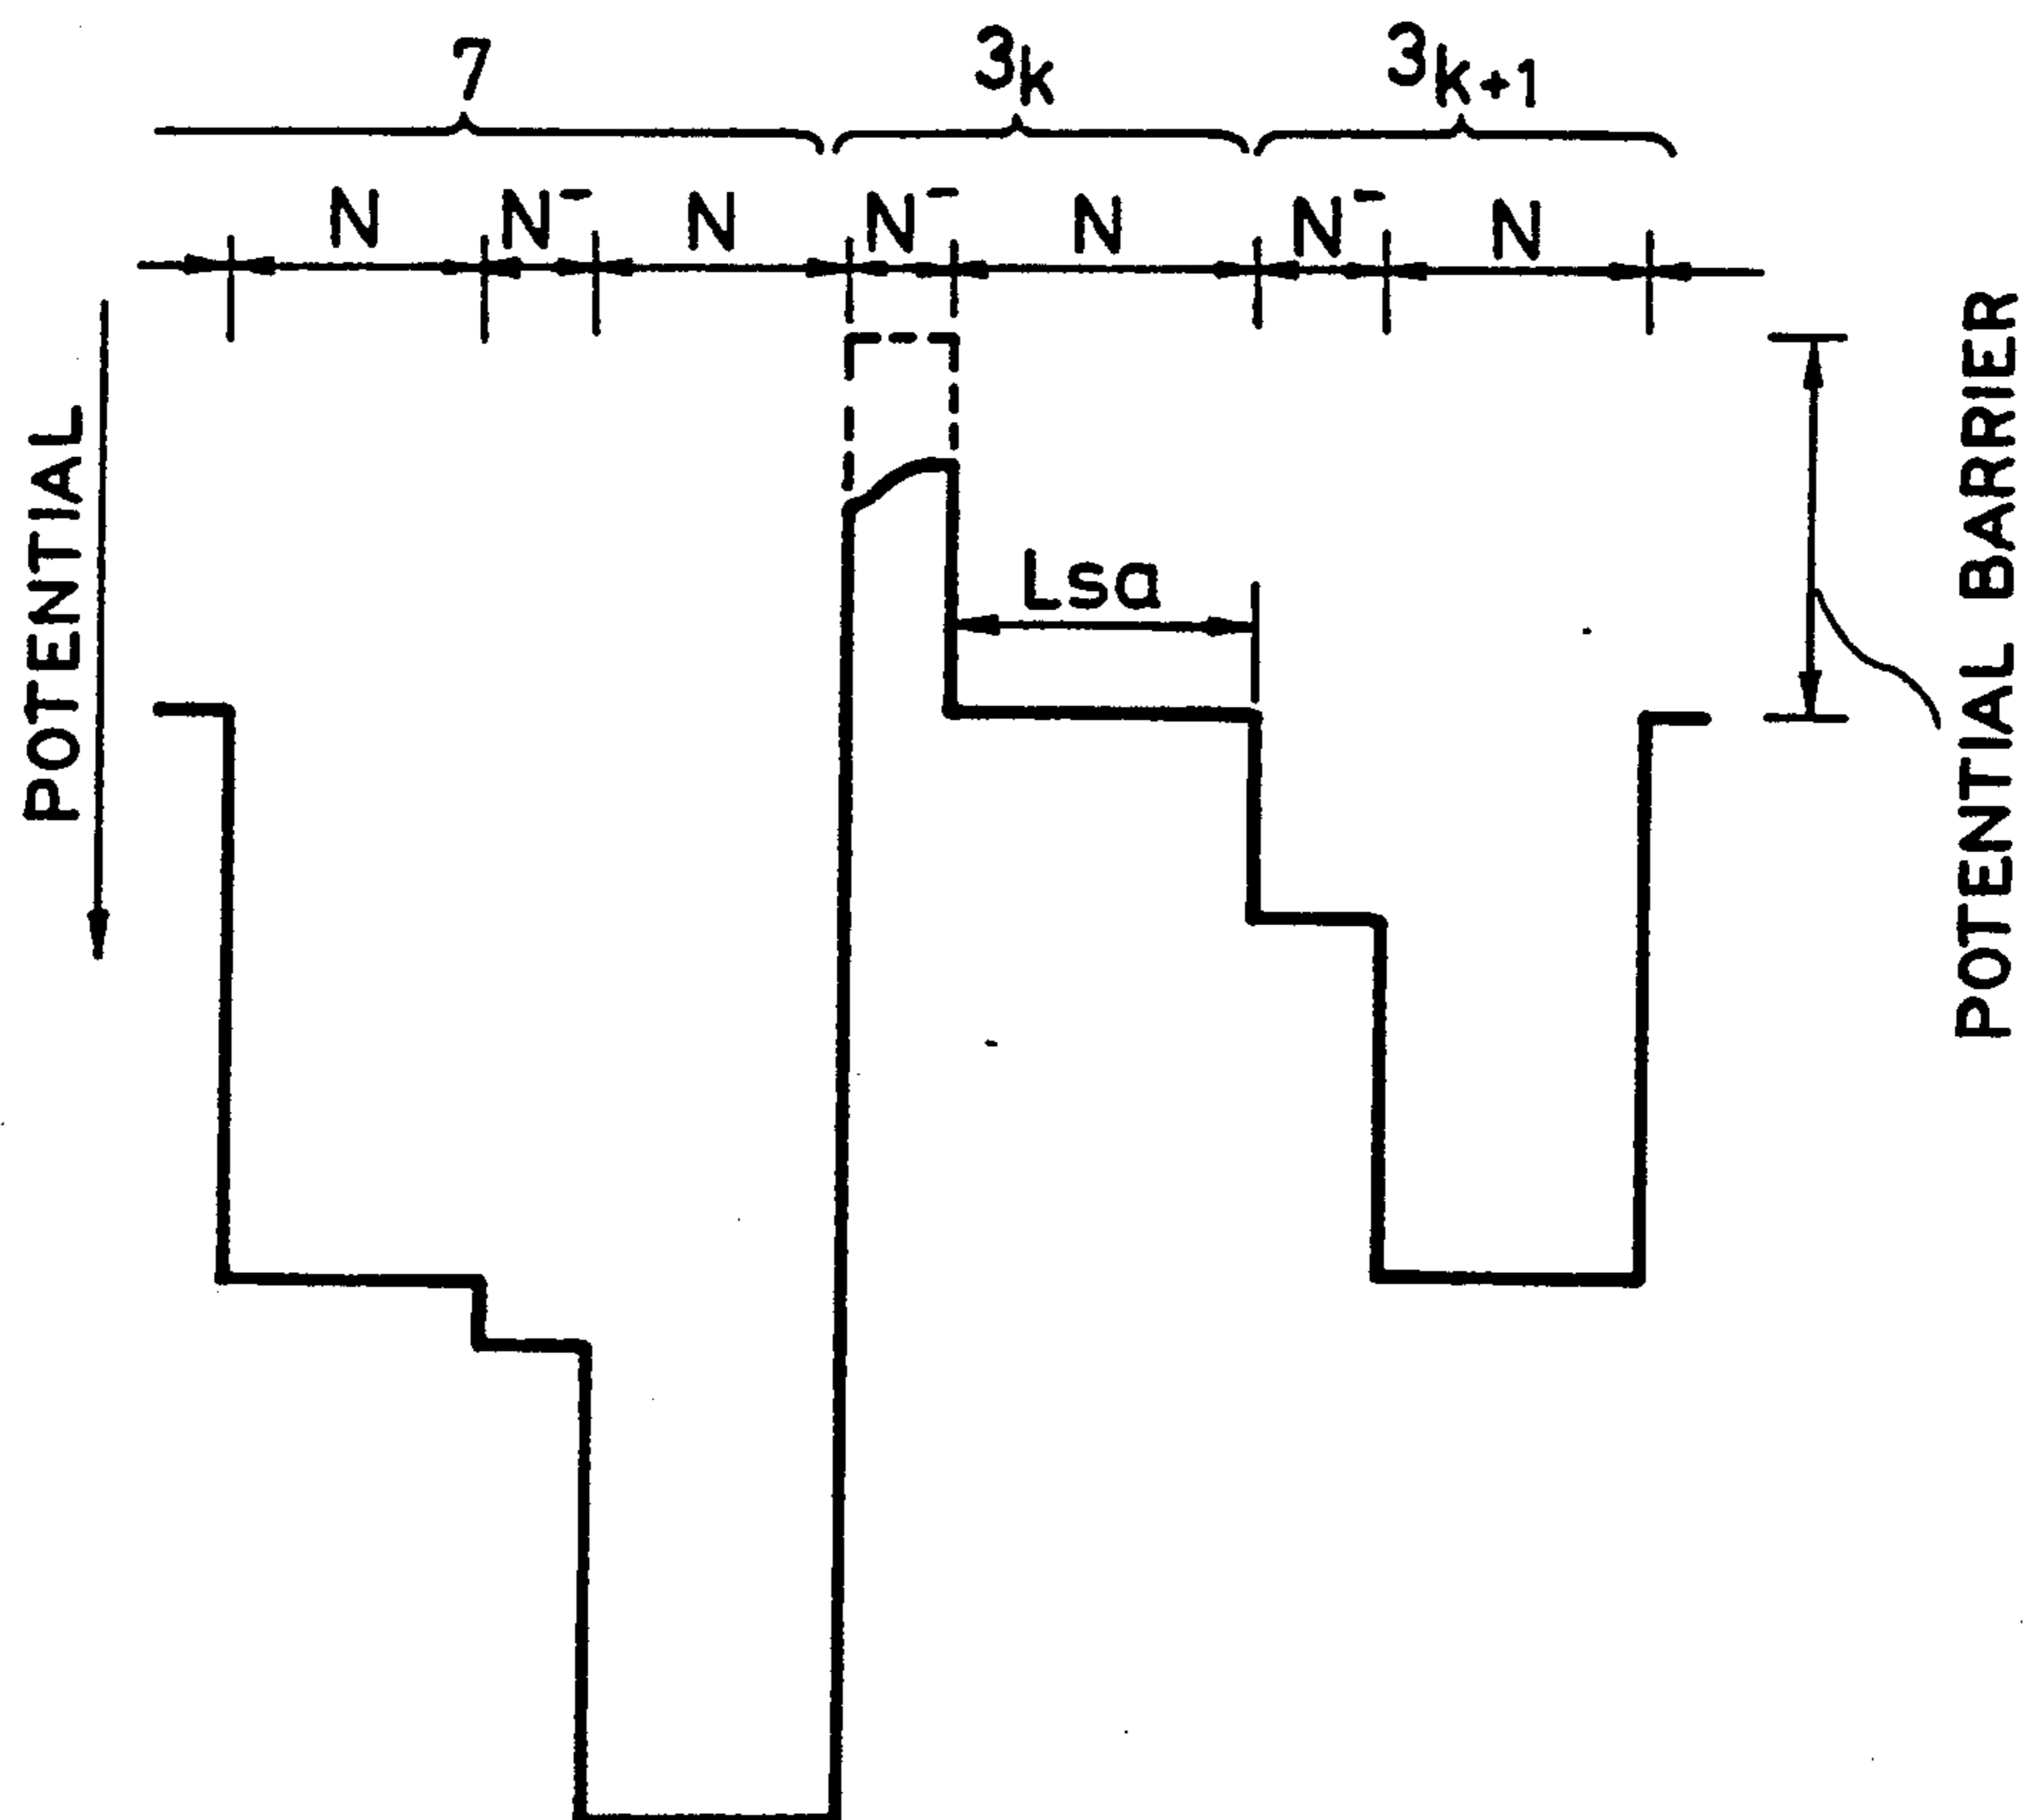 7 3k 3k+1
N N⁻ N N⁻ N N⁻ N
POTENTIAL
Lsa
POTENTIAL BARRIER